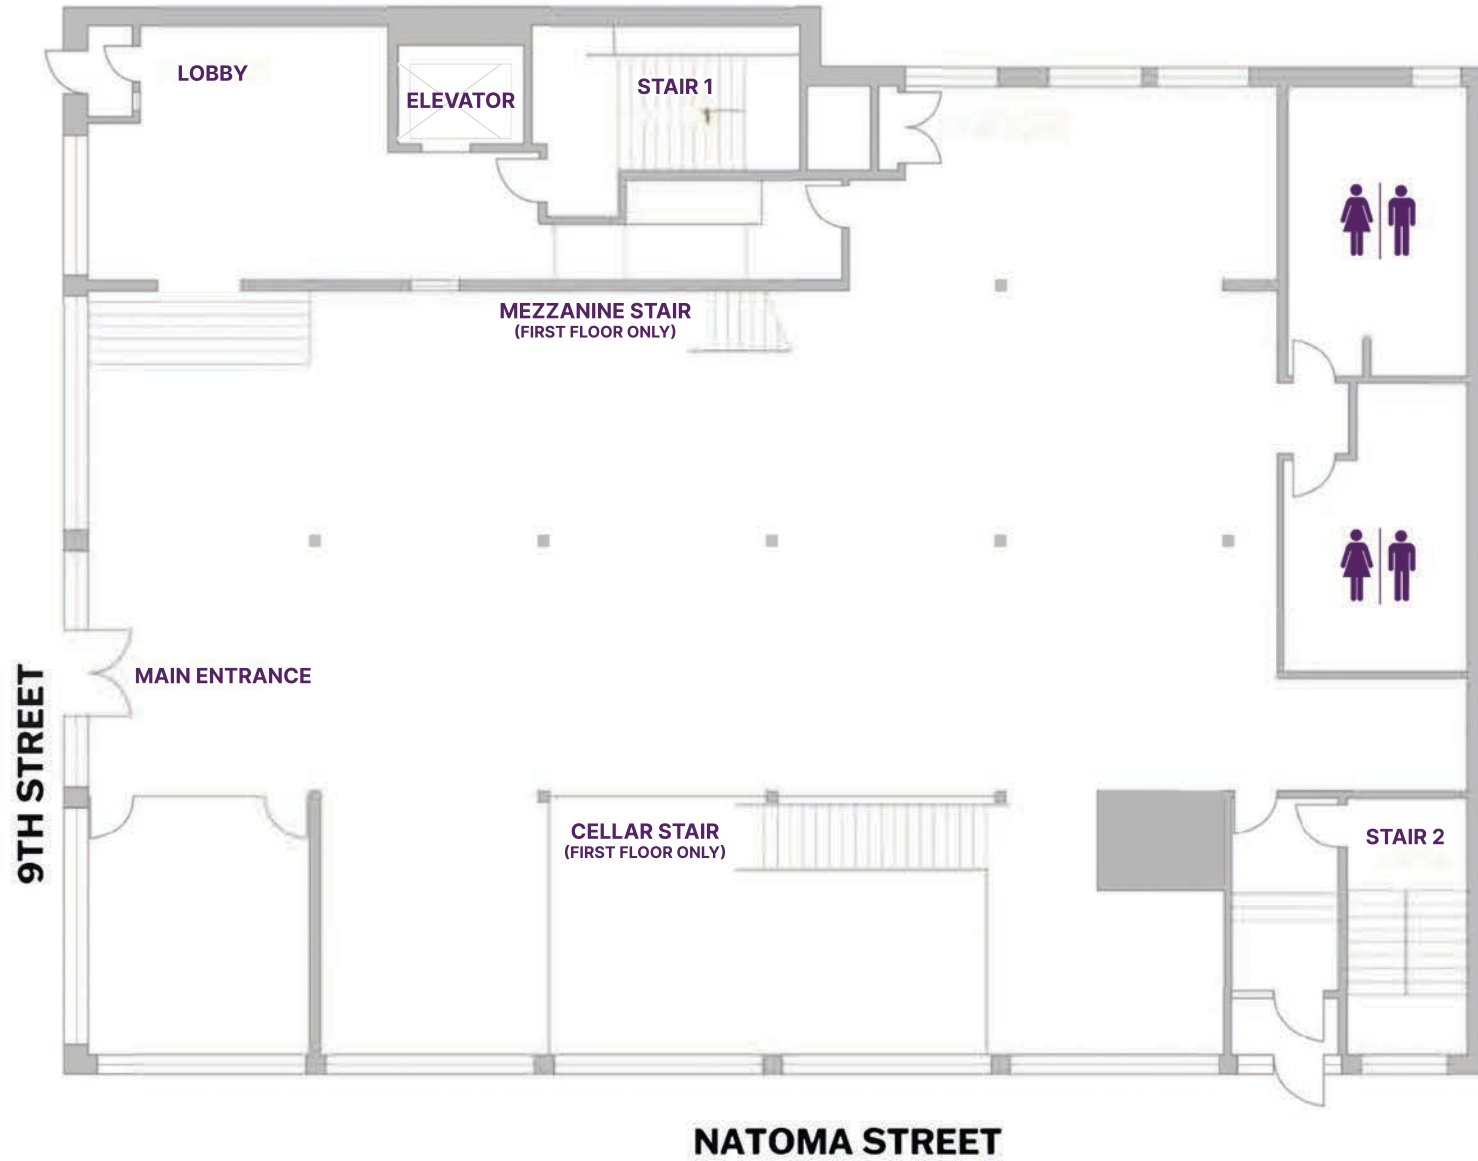 LOBBY
ELEVATOR
STAIR 1
MEZZANINE STAIR
(FIRST FLOOR ONLY)
MAIN ENTRANCE
9TH STREET
CELLAR STAIR
(FIRST FLOOR ONLY)
STAIR 2
NATOMA STREET